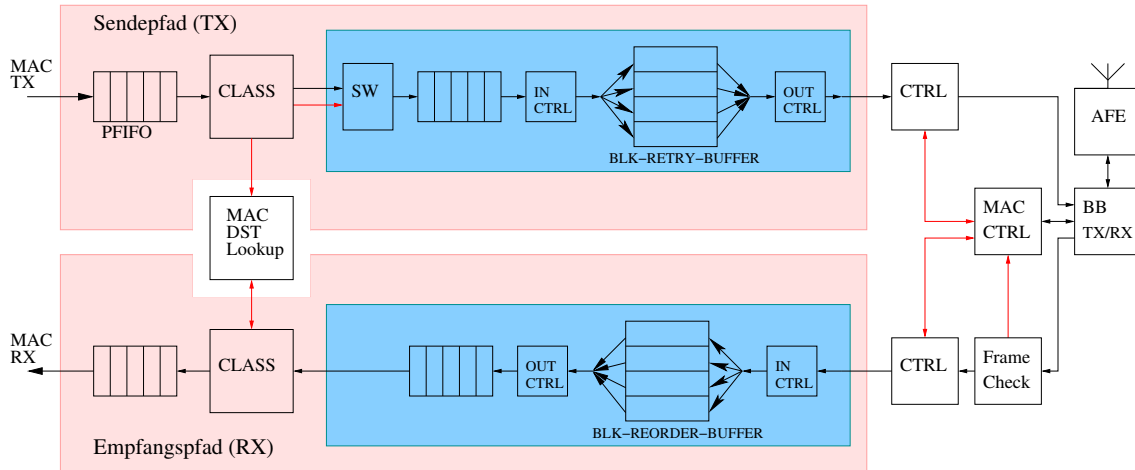 Sendepfad (TX)
MAC
TX
PFIFO
CLASS
SW
IN
CTRL
BLK-RETRY-BUFFER
OUT
CTRL
CTRL
AFE
MAC
DST
Lookup
MAC
CTRL
BB
TX/RX
MAC
RX
CLASS
OUT
CTRL
BLK-REORDER-BUFFER
IN
CTRL
CTRL
Frame
Check
Empfangspfad (RX)